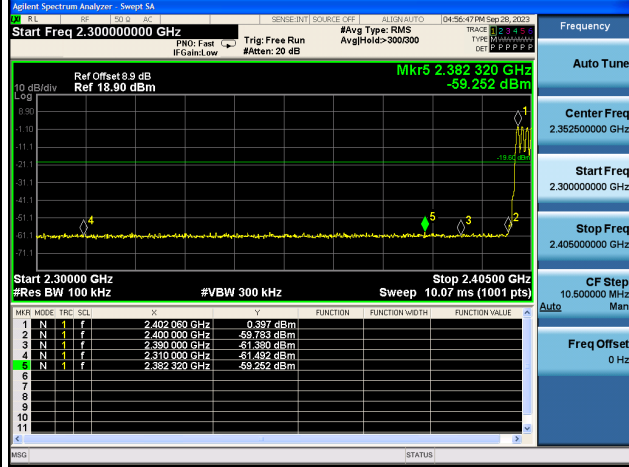 Agilent Spectrum Analyzer - Swept SA
RL RF 50 Ω AC SENSE:INT SOURCE OFF ALIGN AUTO 04:56:47 PM Sep 28, 2023
Start Freq 2.300000000 GHz
PNO: Fast
IFGain:Low
Trig: Free Run
#Atten: 20 dB
#Avg Type: RMS
Avg|Hold:>300/300
TRACE 1 2 3 4 5 6
TYPE M
DET P P P P P P
Frequency
Ref Offset 8.9 dB
10 dB/div Ref 18.90 dBm
Log
Mkr5 2.382 320 GHz
-59.252 dBm
8.90
-1.10
-11.1
-21.1
-31.1
-41.1
-51.1
-61.1
-71.1
1
-19.60 dBm
4
5
3
2
Start 2.30000 GHz
Stop 2.40500 GHz
#Res BW 100 kHz #VBW 300 kHz Sweep 10.07 ms (1001 pts)
MKR MODE TRC SCL X Y FUNCTION FUNCTION WIDTH FUNCTION VALUE
1 N 1 f 2.402 060 GHz 0.397 dBm
2 N 1 f 2.400 000 GHz -59.783 dBm
3 N 1 f 2.390 000 GHz -61.380 dBm
4 N 1 f 2.310 000 GHz -61.492 dBm
5 N 1 f 2.382 320 GHz -59.252 dBm
6
7
8
9
10
11
MSG STATUS
Auto Tune
Center Freq
2.352500000 GHz
Start Freq
2.300000000 GHz
Stop Freq
2.405000000 GHz
CF Step
10.500000 MHz
Auto Man
Freq Offset
0 Hz